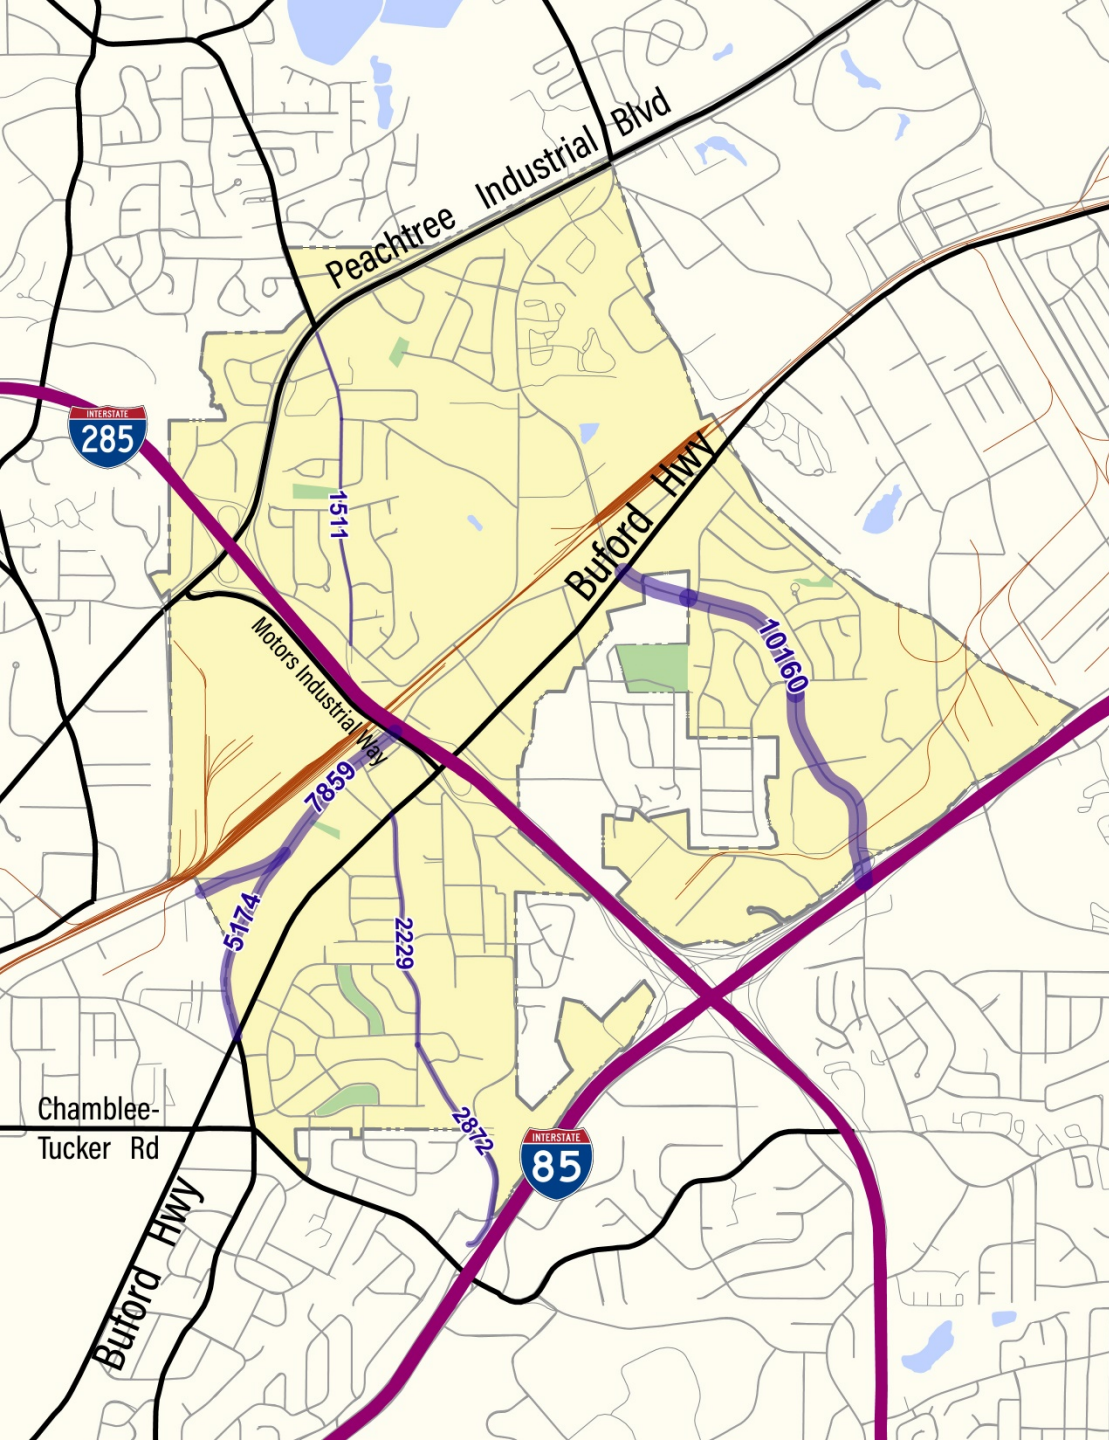 Peachtree Industrial Blvd
INTERSTATE
285
1511
Buford Hwy
Motors Industrial Way
10160
7859
5174
2229
Chamblee-
Tucker Rd
2872
INTERSTATE
85
Buford Hwy